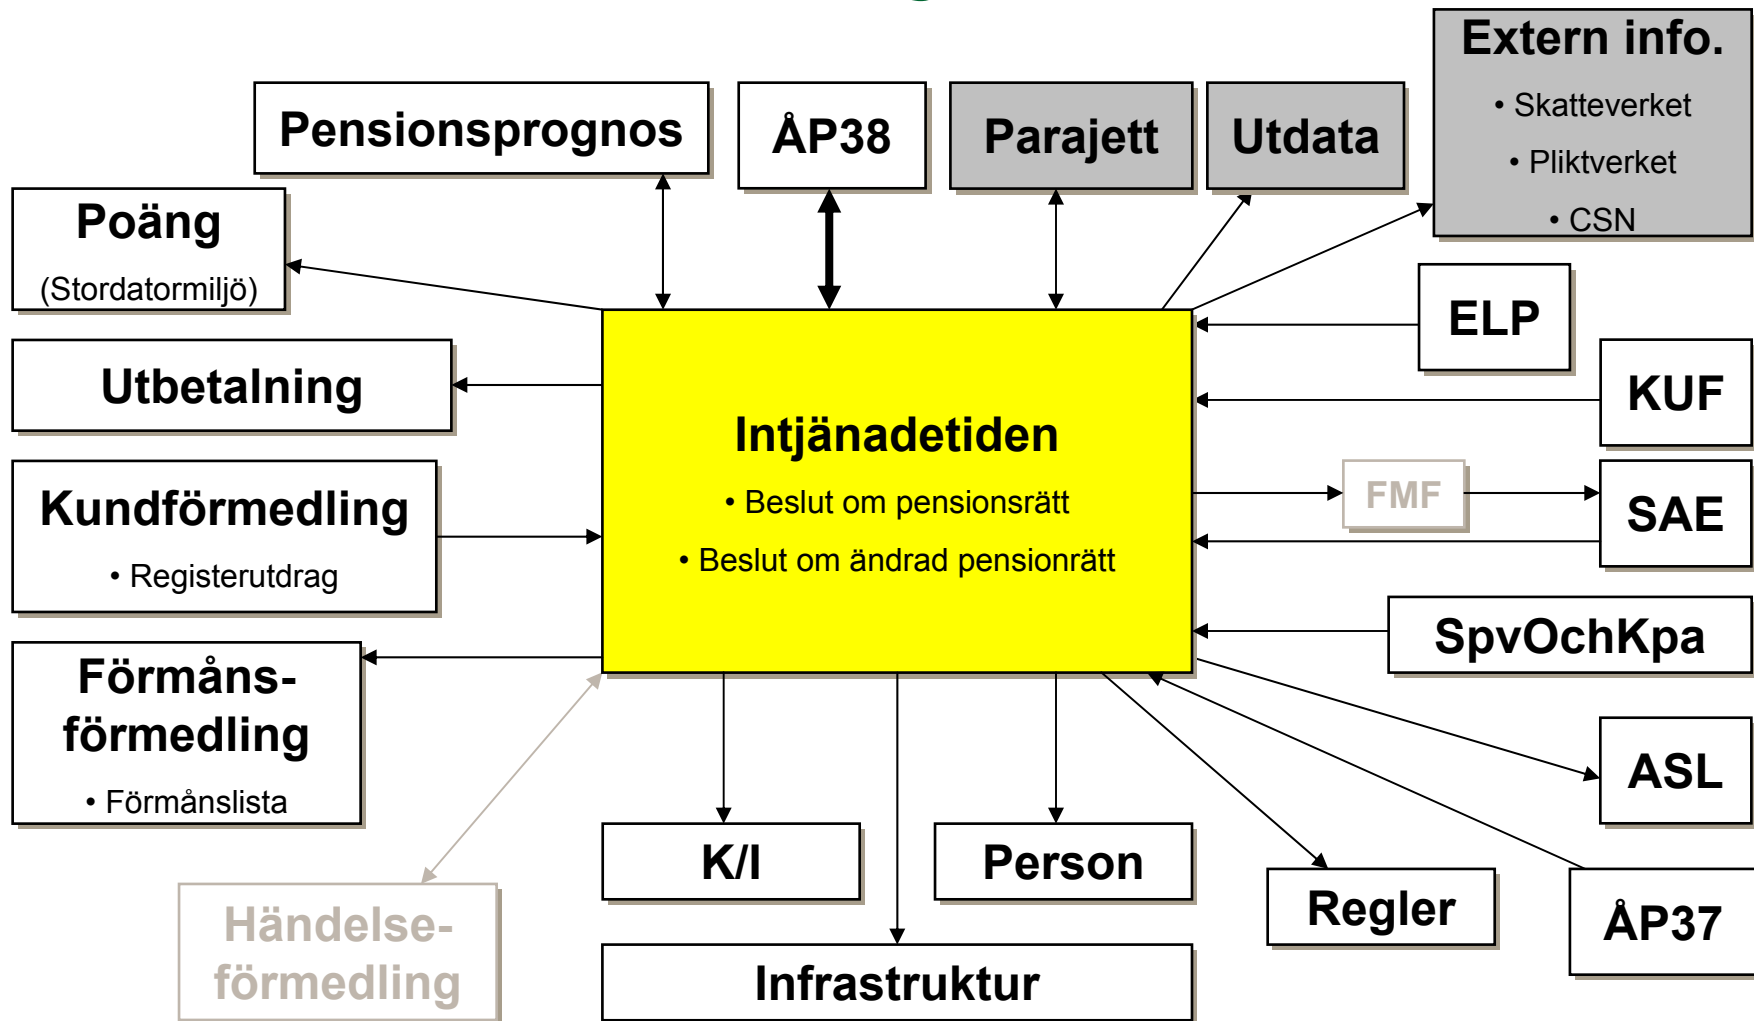 Extern info.
• Skatteverket
• Pliktverket
• CSN
Pensionsprognos
ÅP38
Parajett
Utdata
Poäng
(Stordatormiljö)
ELP
Utbetalning
KUF
Intjänadetiden
• Beslut om pensionsrätt
• Beslut om ändrad pensionrätt
Kundförmedling
• Registerutdrag
FMF
SAE
SpvOchKpa
Förmåns-
förmedling
• Förmånslista
ASL
K/I
Person
Regler
ÅP37
Händelse-
förmedling
Infrastruktur